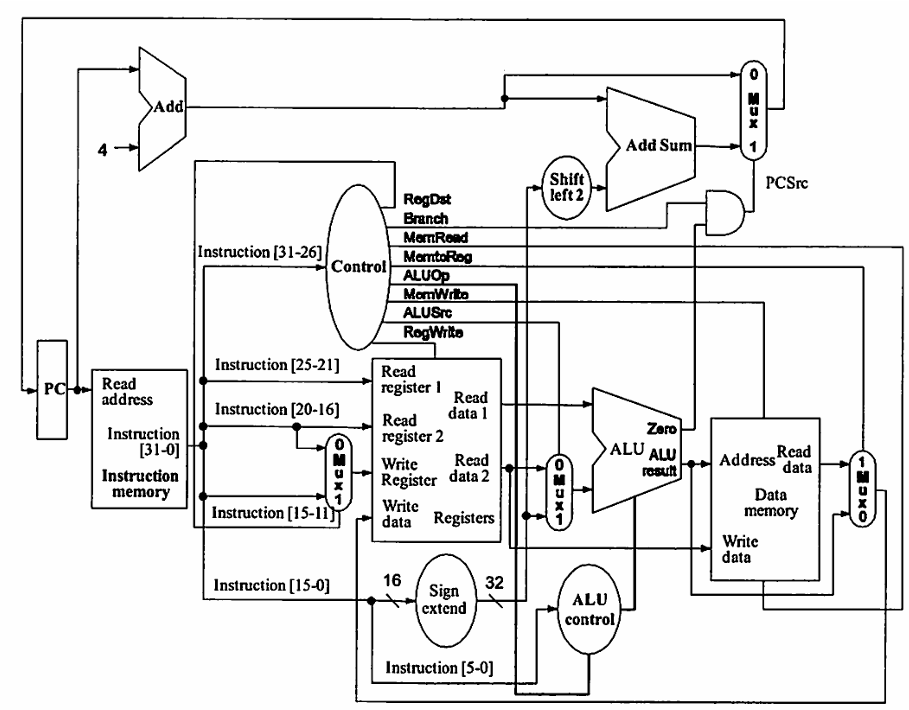 0
Mux
1
Add
4
Add Sum
Shift
left 2
PCSrc
RegDst
Branch
MemRead
MemtoReg
ALUOp
MemWrite
ALUSrc
RegWrite
Control
Instruction [31-26]
PC
Read
address
Instruction
[31-0]
Instruction
memory
Instruction [25-21]
Instruction [20-16]
Instruction [15-11]
0
Mux
1
Read
register 1
Read
register 2
Write
Register
Write
data
Read
data 1
Read
data 2
Registers
0
Mux
1
Zero
ALU
ALU
result
Address
Read
data
Data
memory
Write
data
1
Mux
0
Instruction [15-0]
16
Sign
extend
32
ALU
control
Instruction [5-0]